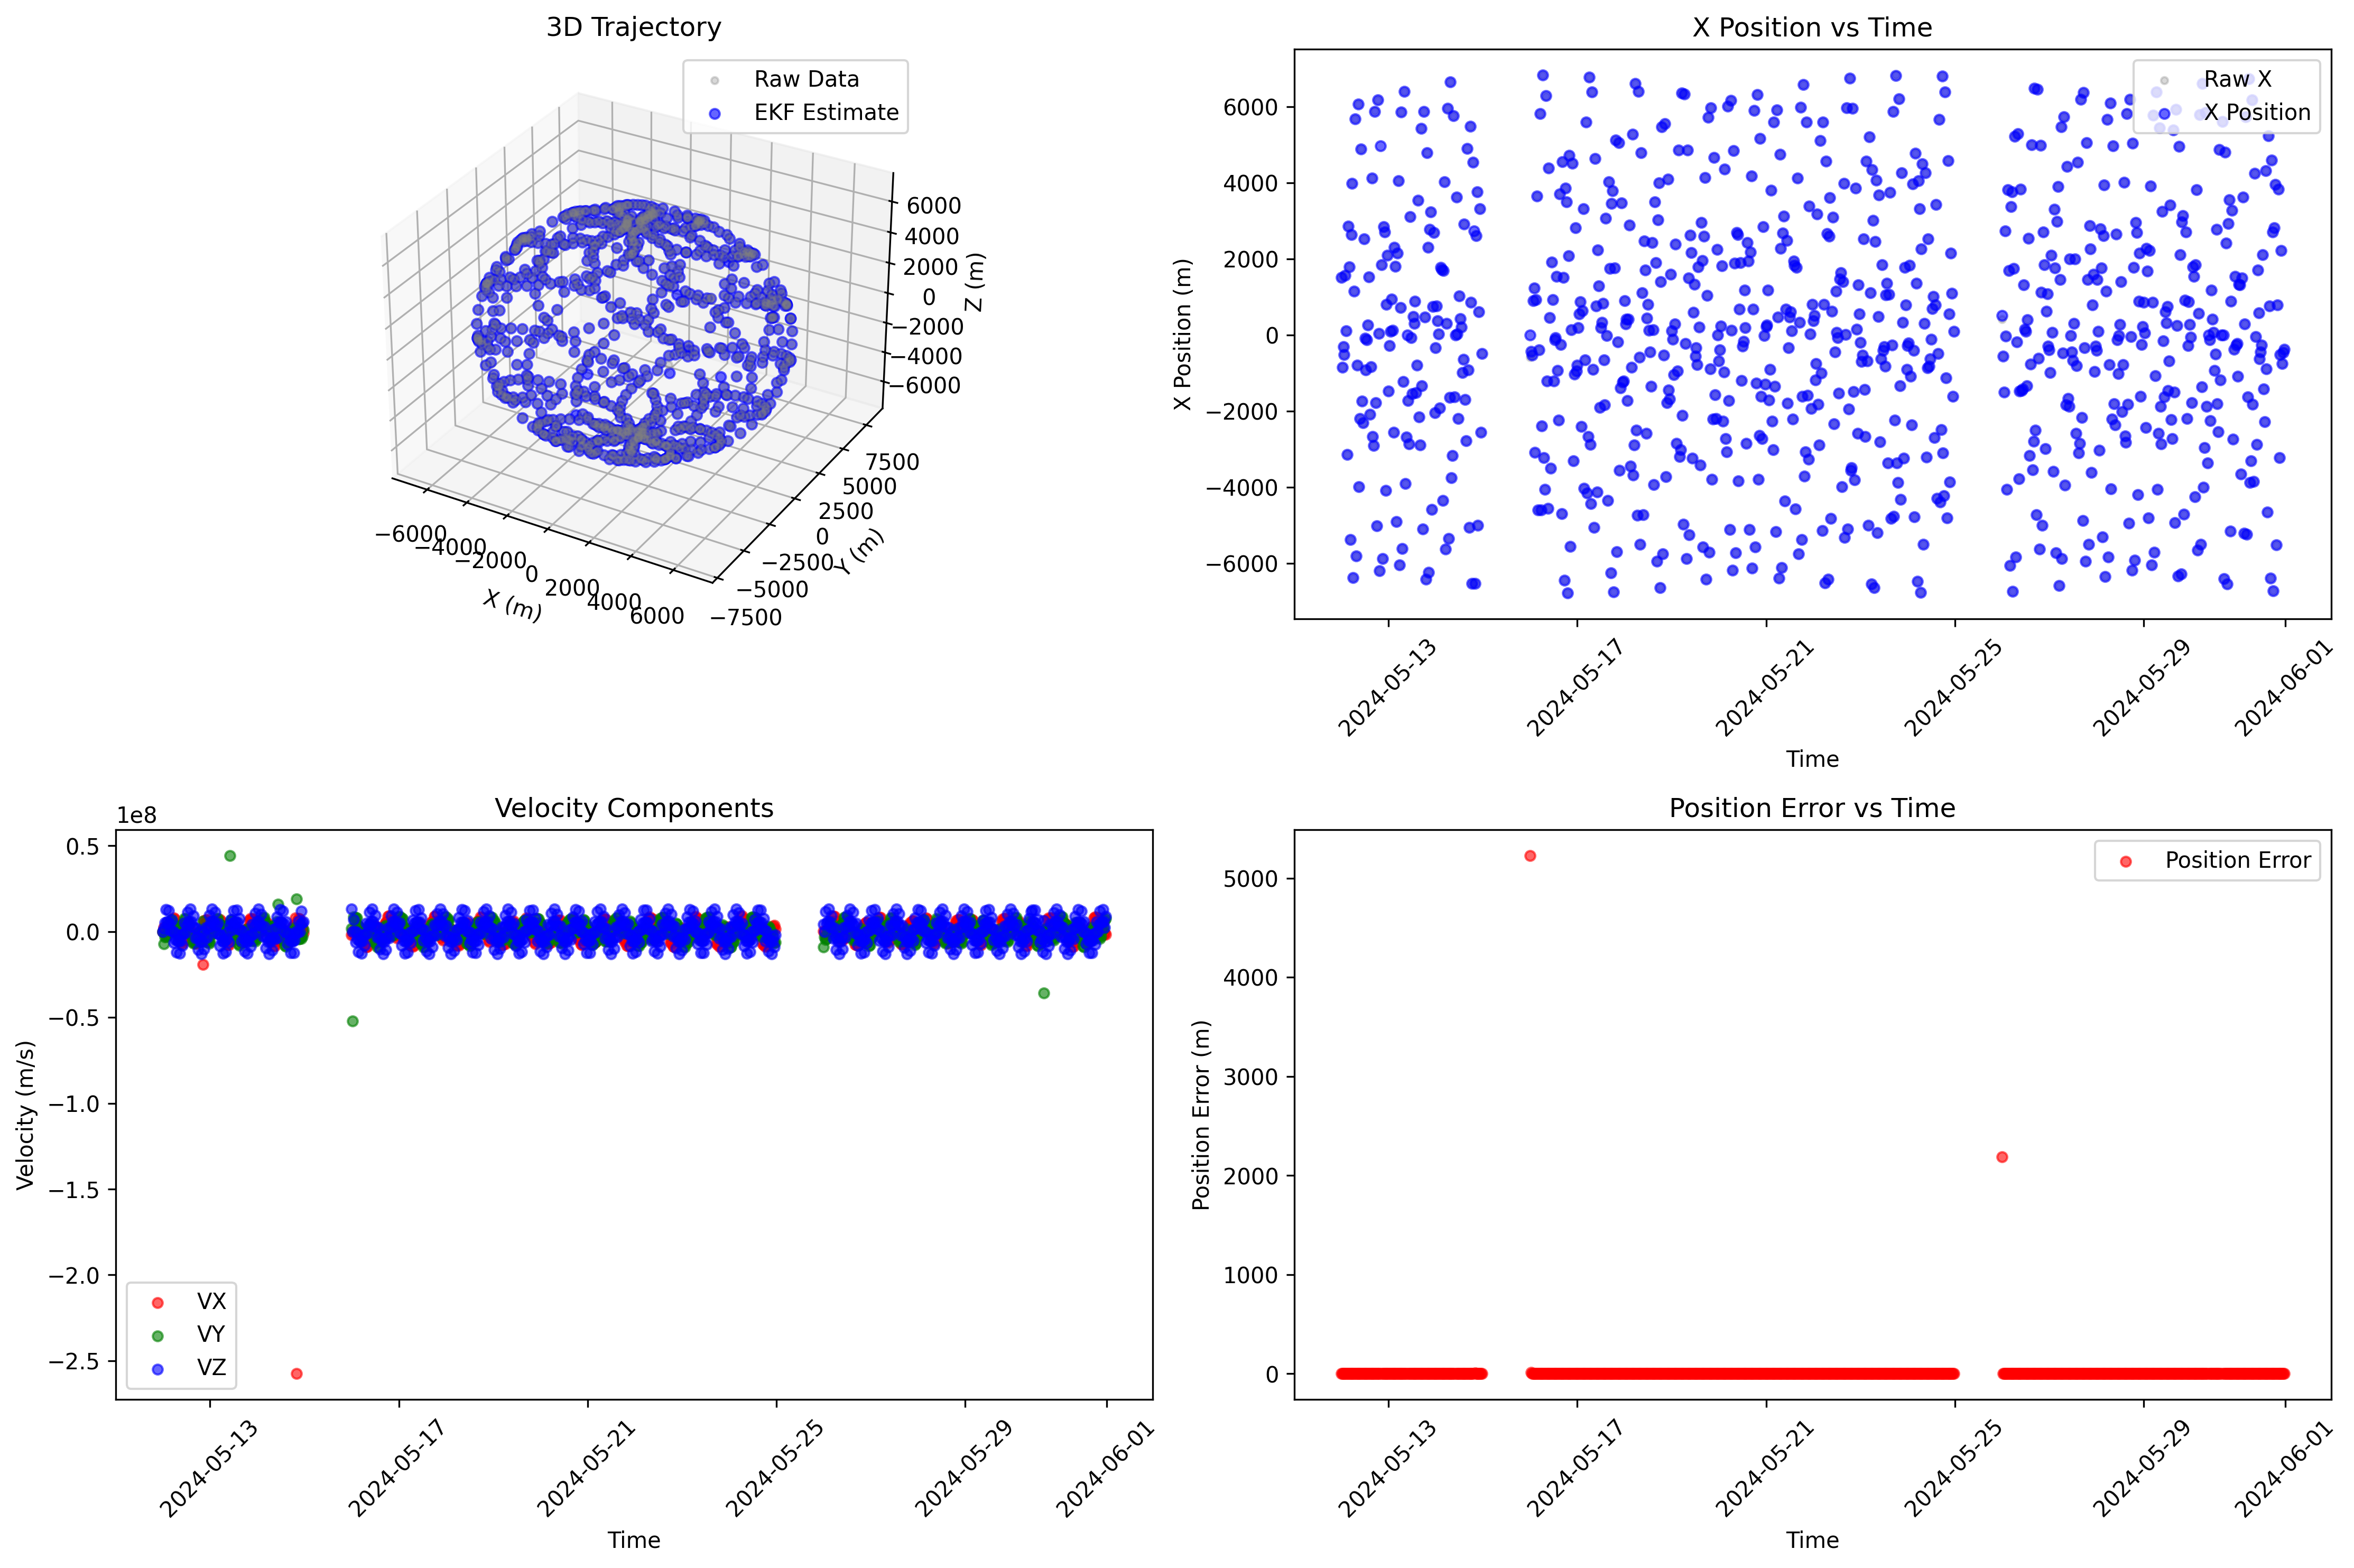 3D Trajectory
Raw Data
EKF Estimate
6000
4000
2000
0
−2000
−4000
−6000
Z (m)
7500
5000
2500
0
−2500
−5000
−7500
Y (m)
−6000
−4000
−2000
0
2000
4000
6000
X (m)
X Position vs Time
Raw X
X Position
6000
4000
2000
0
−2000
−4000
−6000
X Position (m)
2024-05-13
2024-05-17
2024-05-21
2024-05-25
2024-05-29
2024-06-01
Time
Velocity Components
1e8
0.5
0.0
−0.5
−1.0
−1.5
−2.0
−2.5
Velocity (m/s)
VX
VY
VZ
2024-05-13
2024-05-17
2024-05-21
2024-05-25
2024-05-29
2024-06-01
Time
Position Error vs Time
Position Error
5000
4000
3000
2000
1000
0
Position Error (m)
2024-05-13
2024-05-17
2024-05-21
2024-05-25
2024-05-29
2024-06-01
Time